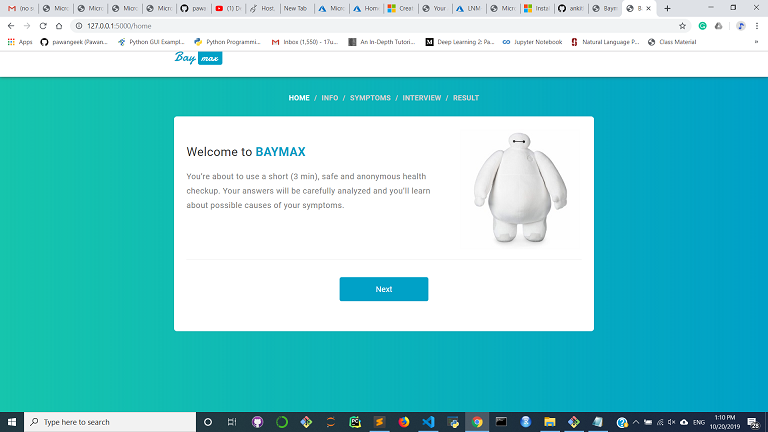 (no s
Micro
Micro
Micro
Micro
pawa
(1) D
Host.
New Tab
Micro
Home
Creat
Your
LNM
Micro
Instal
ankit
Baym
B
127.0.0.1:5000/home
Apps
pawangeek (Pawan...
Python GUI Exampl...
Python Programmi...
Inbox (1,550) - 17u...
An In-Depth Tutori...
Deep Learning 2: Pa...
Jupyter Notebook
Natural Language P...
Class Material
»
Bay max
HOME / INFO / SYMPTOMS / INTERVIEW / RESULT
Welcome to BAYMAX
You're about to use a short (3 min), safe and anonymous health
checkup. Your answers will be carefully analyzed and you'll learn
about possible causes of your symptoms.
Next
Type here to search
ENG
1:10 PM
10/20/2019
28